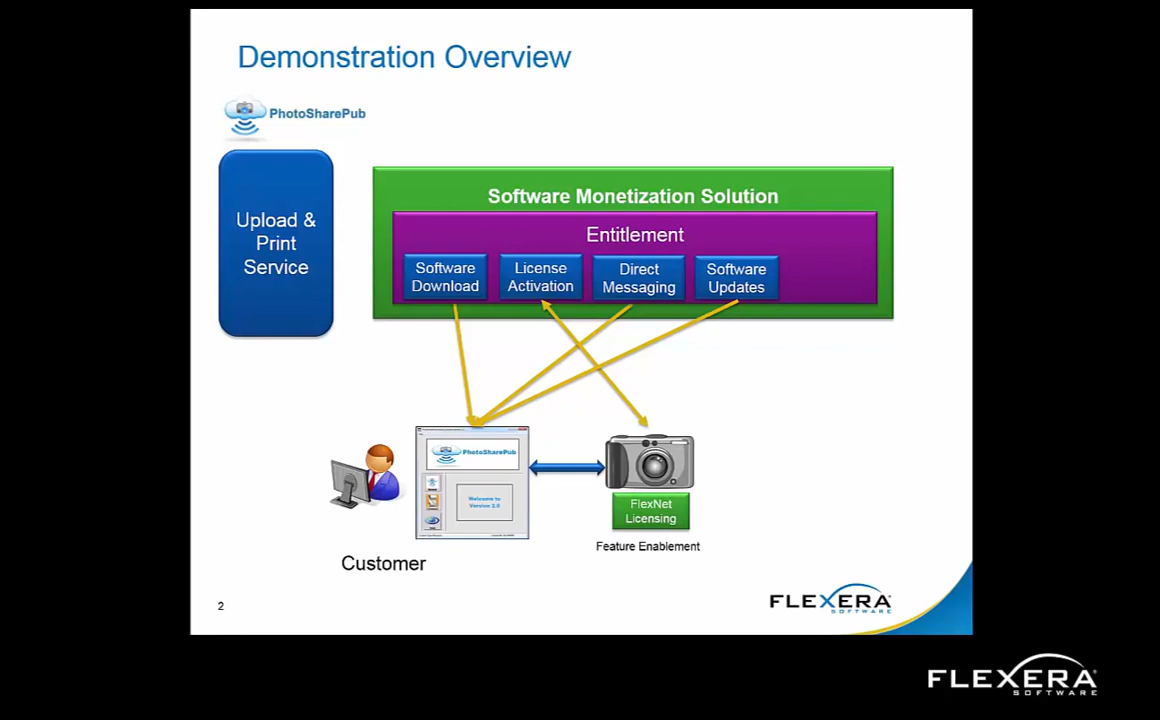 Demonstration Overview
PhotoSharePub
Upload &
Print
Service
Software Monetization Solution
Entitlement
Software
Download
License
Activation
Direct
Messaging
Software
Updates
PhotoSharePub
Welcome to
Version 2.0
FlexNet
Licensing
Feature Enablement
Customer
2
FLEXERA
SOFTWARE
FLEXERA
SOFTWARE